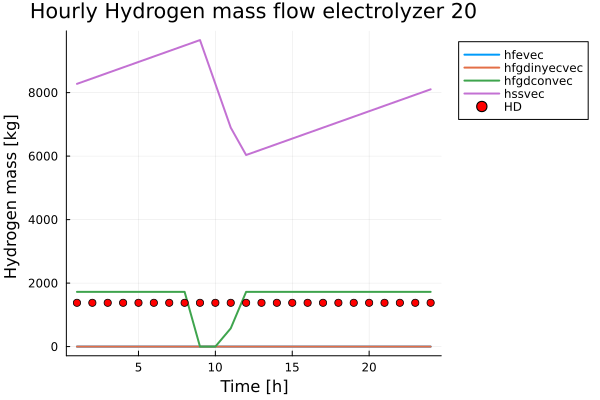 Hourly Hydrogen mass flow electrolyzer 20
hfevec
hfgdinyecvec
hfgdconvec
hssvec
HD
8000
6000
4000
2000
0
Hydrogen mass [kg]
5 10 15 20
Time [h]